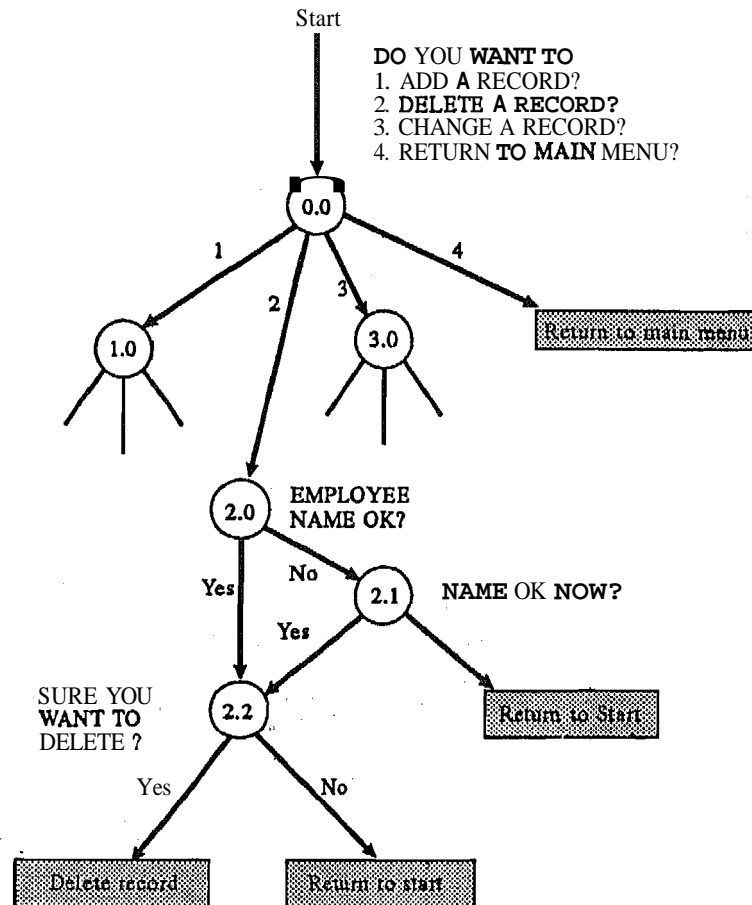 Start
DO YOU WANT TO
1. ADD A RECORD?
2. DELETE A RECORD?
3. CHANGE A RECORD?
4. RETURN TO MAIN MENU?
0.0
1
2
3
4
Return to main menu
1.0
3.0
2.0
EMPLOYEE
NAME OK?
Yes
No
2.1
NAME OK NOW?
Yes
SURE YOU
WANT TO
DELETE ?
2.2
Return to Start
Yes
No
Delete record
Return to start